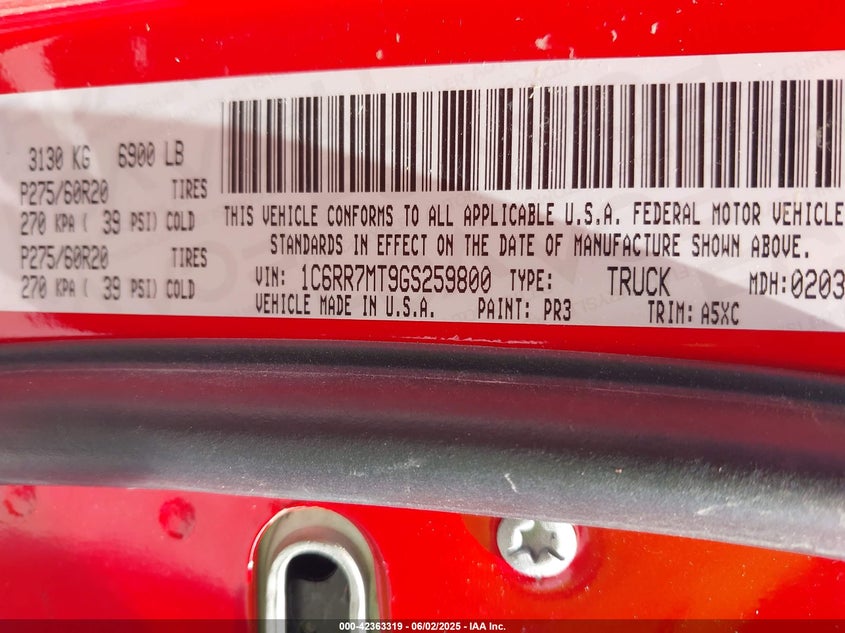 3130 KG 6900 LB
P275/60R20 TIRES
270 KPA ( 39 PSI) COLD
P275/60R20 TIRES
270 KPA ( 39 PSI) COLD
THIS VEHICLE CONFORMS TO ALL APPLICABLE U.S.A. FEDERAL MOTOR VEHICLE
STANDARDS IN EFFECT ON THE DATE OF MANUFACTURE SHOWN ABOVE.
VIN: 1C6RR7MT9GS259800 TYPE: TRUCK MDH:0203
VEHICLE MADE IN U.S.A. PAINT: PR3 TRIM: A5XC
000-42363319 - 06/02/2025 - IAA Inc.